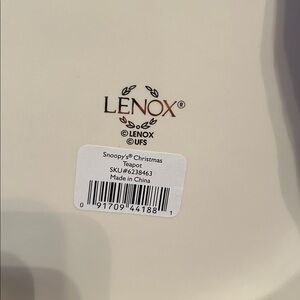 LENOX®
©LENOX
©UFS
Snoopy's® Christmas
Teapot
SKU#6238463
Made in China
0 91709 44188 1